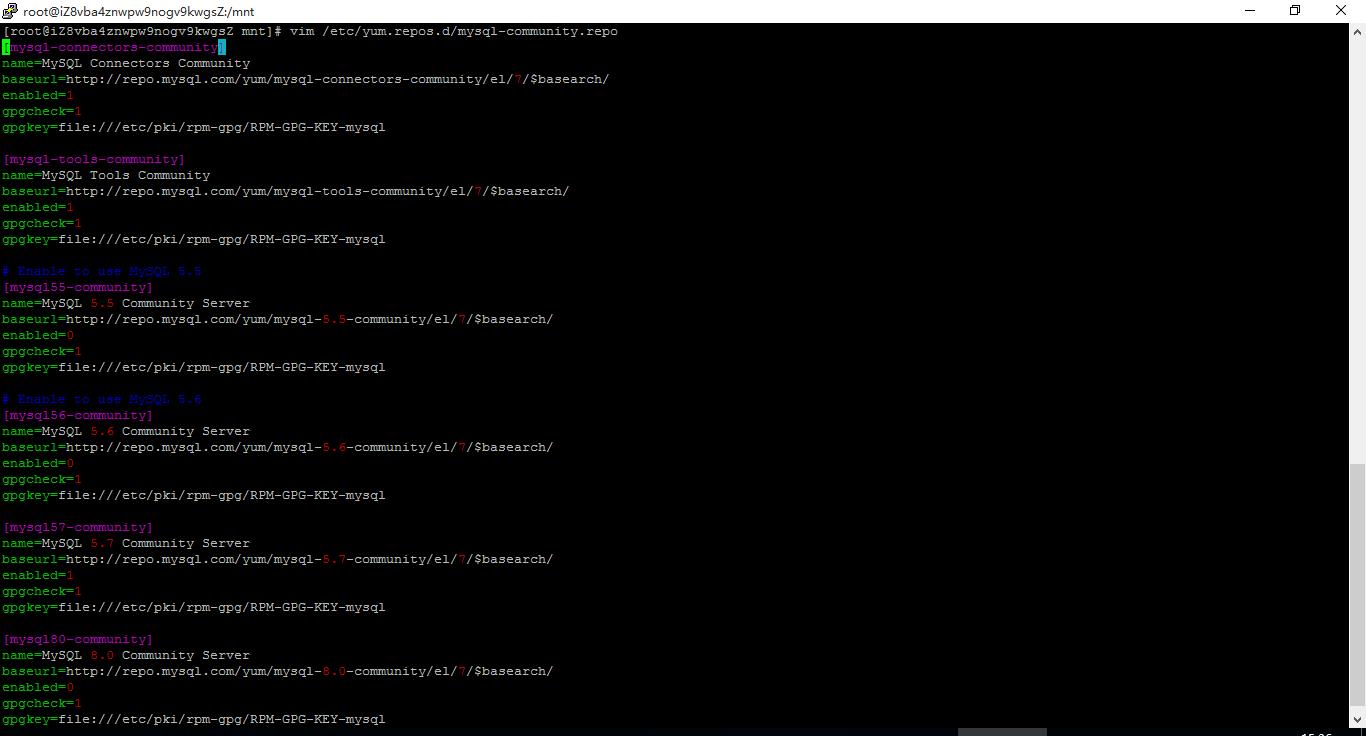 root@iZ8vba4znwpw9nogv9kwgsZ:/mnt
[root@iZ8vba4znwpw9nogv9kwgsZ mnt]# vim /etc/yum.repos.d/mysql-community.repo
[mysql-connectors-community]
name=MySQL Connectors Community
baseurl=http://repo.mysql.com/yum/mysql-connectors-community/el/7/$basearch/
enabled=1
gpgcheck=1
gpgkey=file:///etc/pki/rpm-gpg/RPM-GPG-KEY-mysql
[mysql-tools-community]
name=MySQL Tools Community
baseurl=http://repo.mysql.com/yum/mysql-tools-community/el/7/$basearch/
enabled=1
gpgcheck=1
gpgkey=file:///etc/pki/rpm-gpg/RPM-GPG-KEY-mysql
# Enable to use MySQL 5.5
[mysql55-community]
name=MySQL 5.5 Community Server
baseurl=http://repo.mysql.com/yum/mysql-5.5-community/el/7/$basearch/
enabled=0
gpgcheck=1
gpgkey=file:///etc/pki/rpm-gpg/RPM-GPG-KEY-mysql
# Enable to use MySQL 5.6
[mysql56-community]
name=MySQL 5.6 Community Server
baseurl=http://repo.mysql.com/yum/mysql-5.6-community/el/7/$basearch/
enabled=0
gpgcheck=1
gpgkey=file:///etc/pki/rpm-gpg/RPM-GPG-KEY-mysql
[mysql57-community]
name=MySQL 5.7 Community Server
baseurl=http://repo.mysql.com/yum/mysql-5.7-community/el/7/$basearch/
enabled=1
gpgcheck=1
gpgkey=file:///etc/pki/rpm-gpg/RPM-GPG-KEY-mysql
[mysql80-community]
name=MySQL 8.0 Community Server
baseurl=http://repo.mysql.com/yum/mysql-8.0-community/el/7/$basearch/
enabled=0
gpgcheck=1
gpgkey=file:///etc/pki/rpm-gpg/RPM-GPG-KEY-mysql